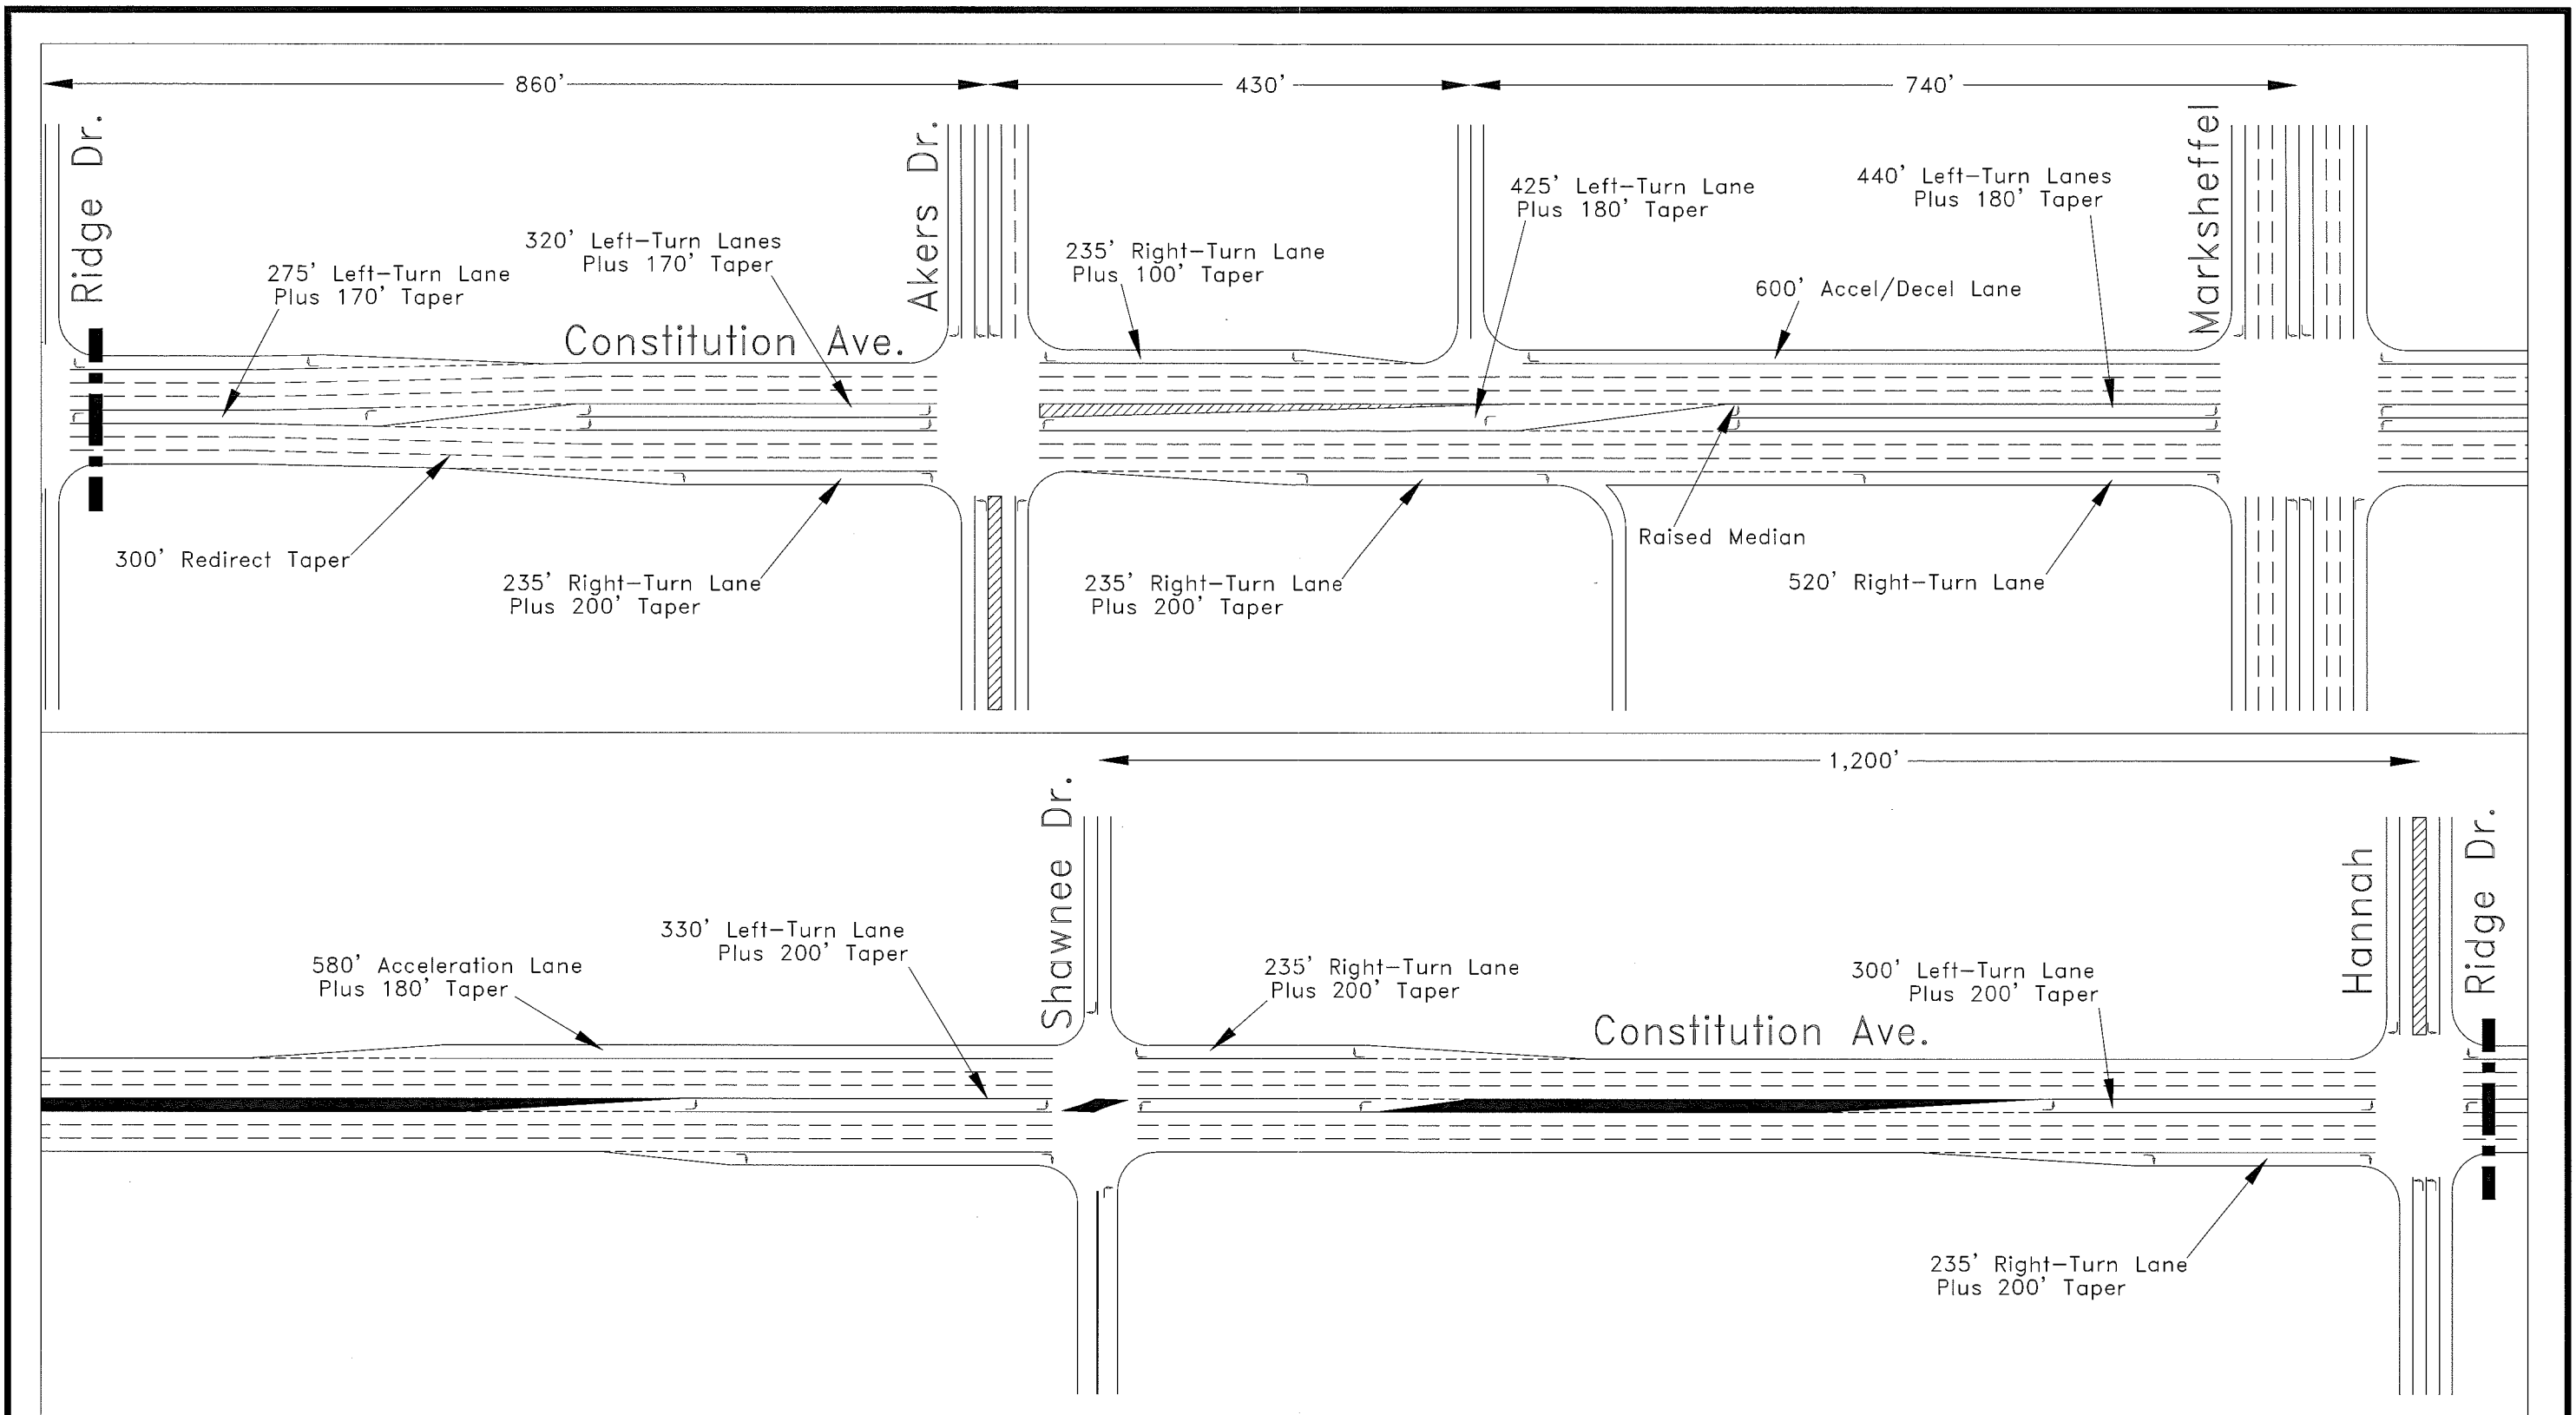 860'
430'
740'
Ridge Dr.
Akers Dr.
Marksheffel
275' Left-Turn Lane
Plus 170' Taper
320' Left-Turn Lanes
Plus 170' Taper
235' Right-Turn Lane
Plus 100' Taper
425' Left-Turn Lane
Plus 180' Taper
440' Left-Turn Lanes
Plus 180' Taper
600' Accel/Decel Lane
Constitution Ave.
300' Redirect Taper
235' Right-Turn Lane
Plus 200' Taper
235' Right-Turn Lane
Plus 200' Taper
Raised Median
520' Right-Turn Lane
1,200'
Shawnee Dr.
Hannah
Ridge Dr.
580' Acceleration Lane
Plus 180' Taper
330' Left-Turn Lane
Plus 200' Taper
235' Right-Turn Lane
Plus 200' Taper
300' Left-Turn Lane
Plus 200' Taper
Constitution Ave.
235' Right-Turn Lane
Plus 200' Taper